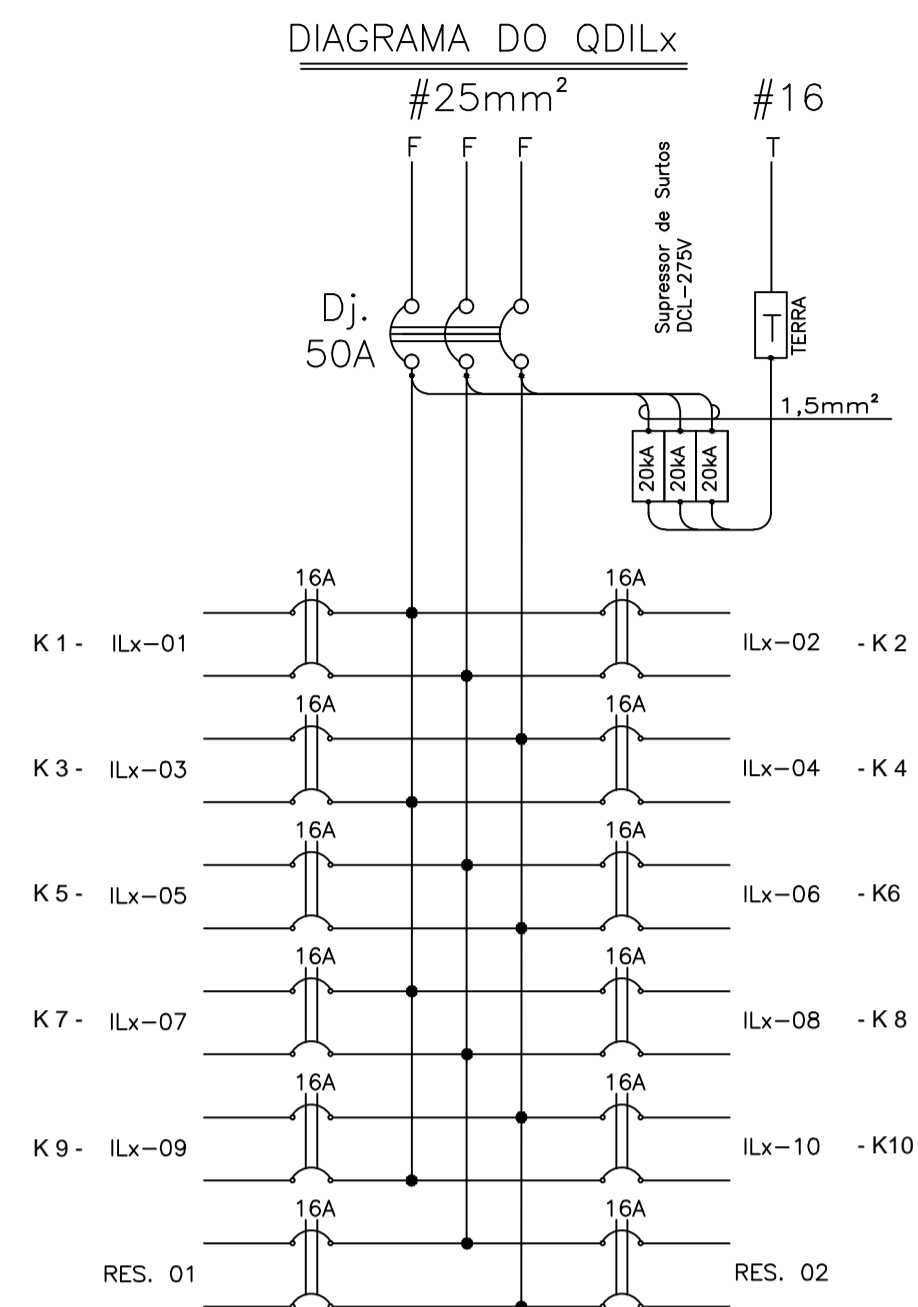 DIAGRAMA DO QDILx
#25mm² #16
F F F T
Supressor de Surtos
DCL-275V
Dj.
50A
T
TERRA
1,5mm²
20kA 20kA 20kA
16A 16A
K 1 - ILx-01 ILx-02 - K 2
16A 16A
K 3 - ILx-03 ILx-04 - K 4
16A 16A
K 5 - ILx-05 ILx-06 - K6
16A 16A
K 7 - ILx-07 ILx-08 - K 8
16A 16A
K 9 - ILx-09 ILx-10 - K10
16A 16A
RES. 01 RES. 02